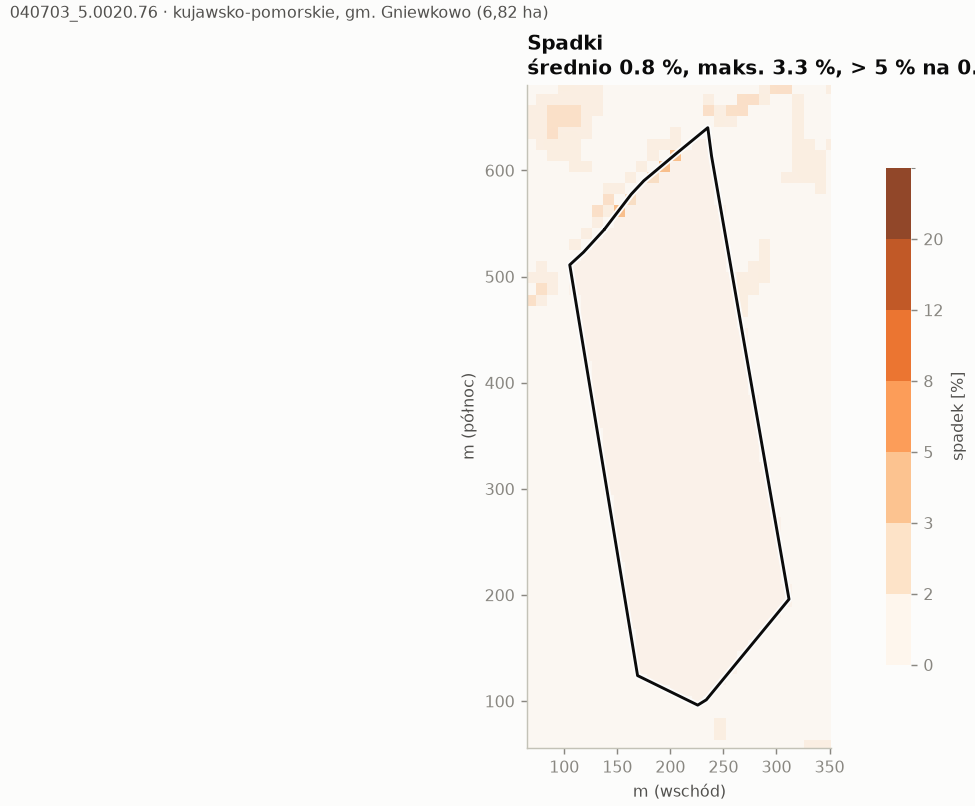 040703_5.0020.76 · kujawsko-pomorskie, gm. Gniewkowo (6,82 ha)
Spadki
średnio 0.8 %, maks. 3.3 %, > 5 % na 0.
600
500
400
300
200
100
m (północ)
100 150 200 250 300 350
m (wschód)
20
12
8
5
3
2
0
spadek [%]